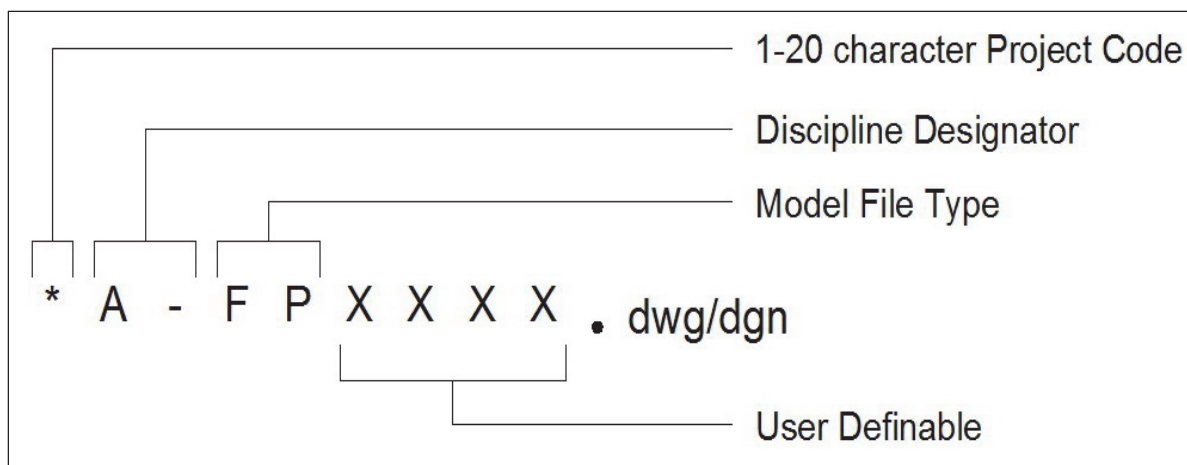 1-20 character Project Code
Discipline Designator
Model File Type
* A - F P X X X X . dwg/dgn
User Definable